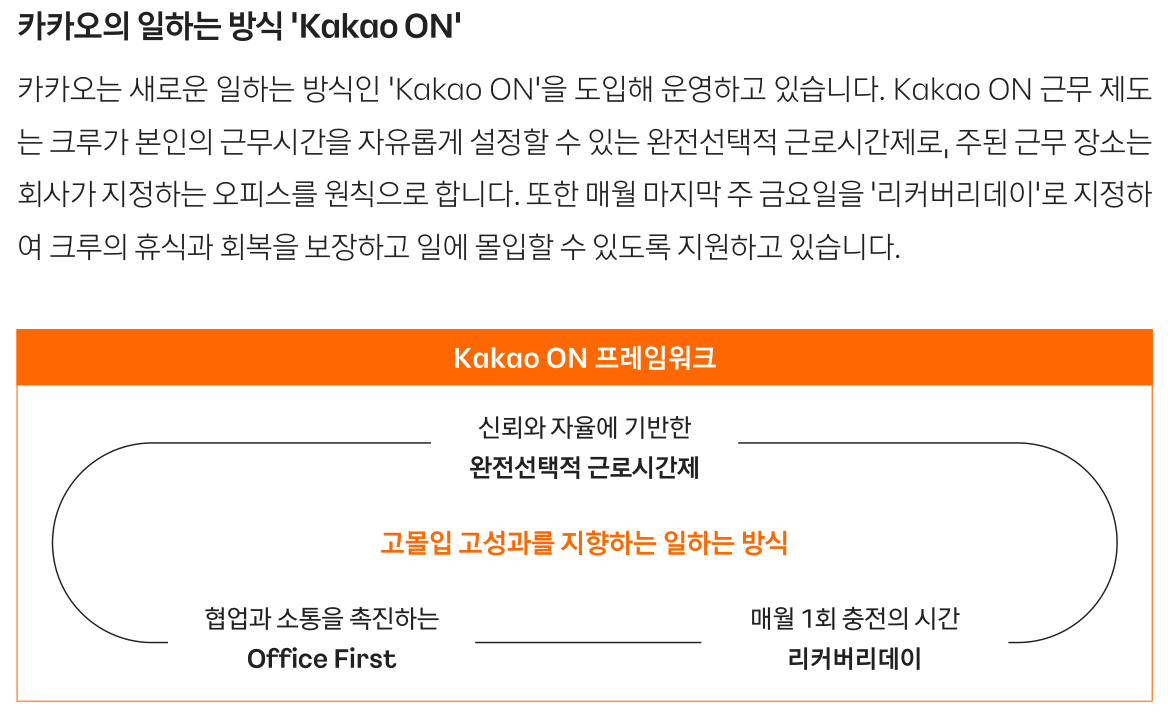 카카오의 일하는 방식 'Kakao ON'
카카오는 새로운 일하는 방식인 'Kakao ON'을 도입해 운영하고 있습니다. Kakao ON 근무 제도
는 크루가 본인의 근무시간을 자유롭게 설정할 수 있는 완전선택적 근로시간제로, 주된 근무 장소는
회사가 지정하는 오피스를 원칙으로 합니다. 또한 매월 마지막 주 금요일을 '리커버리데이'로 지정하
여 크루의 휴식과 회복을 보장하고 일에 몰입할 수 있도록 지원하고 있습니다.
Kakao ON 프레임워크
신뢰와 자율에 기반한
완전선택적 근로시간제
고몰입 고성과를 지향하는 일하는 방식
협업과 소통을 촉진하는
Office First
매월 1회 충전의 시간
리커버리데이